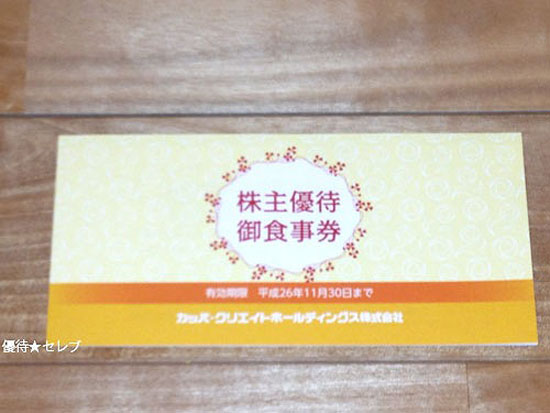 株主優待
御食事券
有効期限 平成26年11月30日まで
カッパ・クリエイトホールディングス株式会社
優待★セレブ